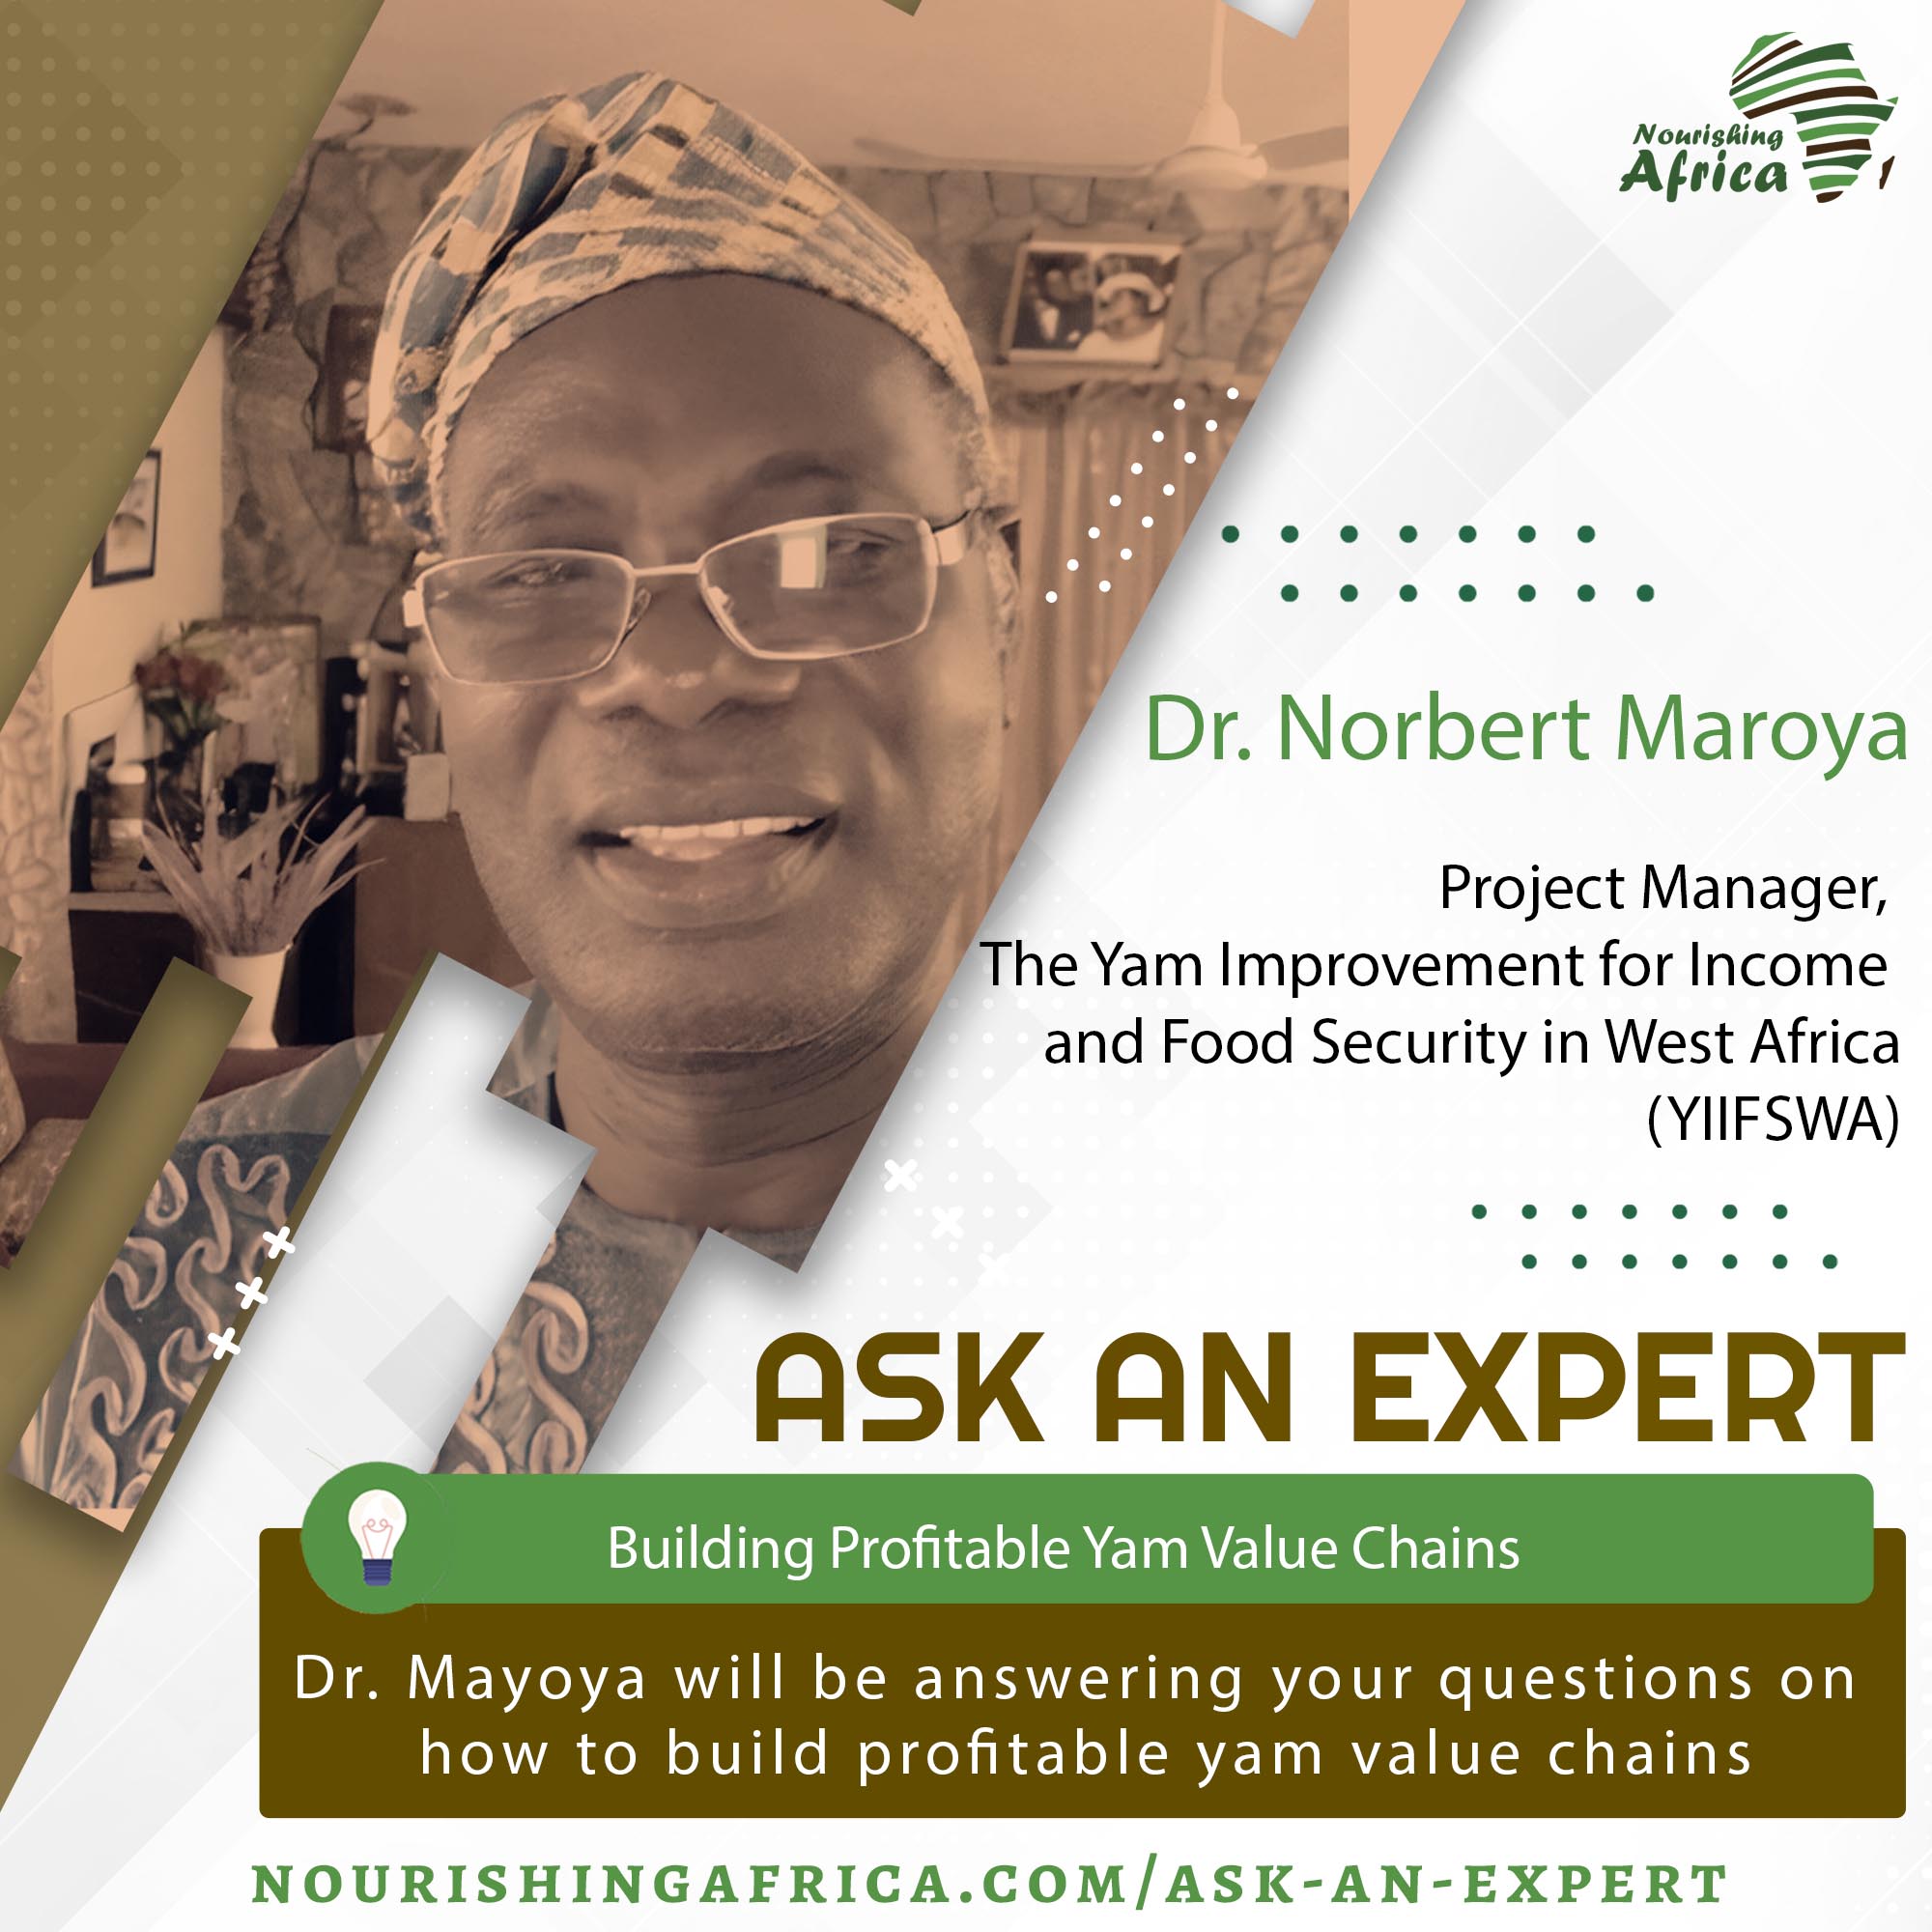 Nourishing
Africa
Dr. Norbert Maroya
Project Manager,
The Yam Improvement for Income
and Food Security in West Africa
(YIIFSWA)
ASK AN EXPERT
Building Profitable Yam Value Chains
Dr. Mayoya will be answering your questions on
how to build profitable yam value chains
NOURISHINGAFRICA.COM/ASK-AN-EXPERT